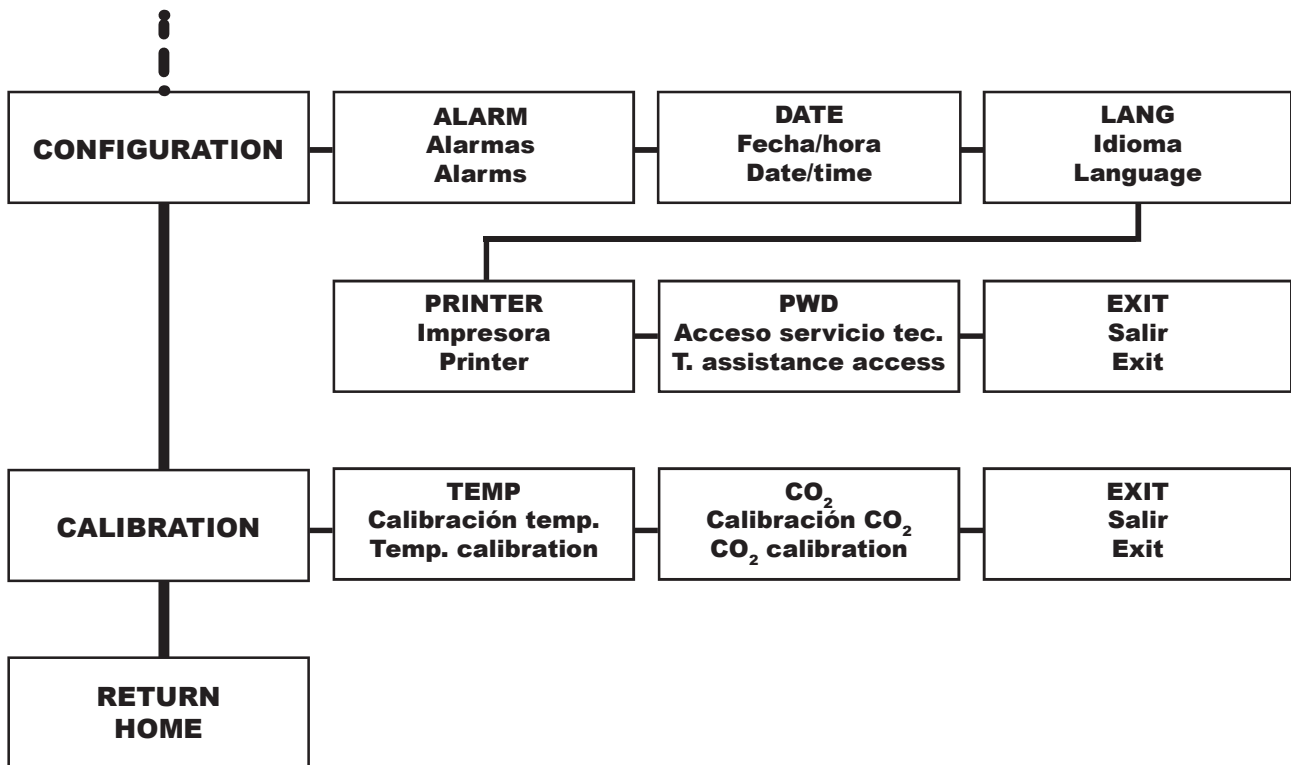 CONFIGURATION
ALARM
Alarmas
Alarms
DATE
Fecha/hora
Date/time
LANG
Idioma
Language
PRINTER
Impresora
Printer
PWD
Acceso servicio tec.
T. assistance access
EXIT
Salir
Exit
CALIBRATION
TEMP
Calibración temp.
Temp. calibration
CO₂
Calibración CO₂
CO₂ calibration
EXIT
Salir
Exit
RETURN
HOME